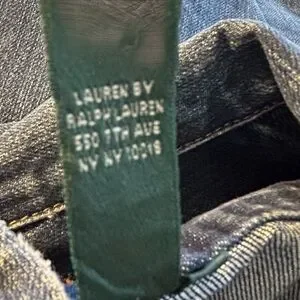 LAUREN BY
RALPH LAUREN
550 7TH AVE
NY NY 10018